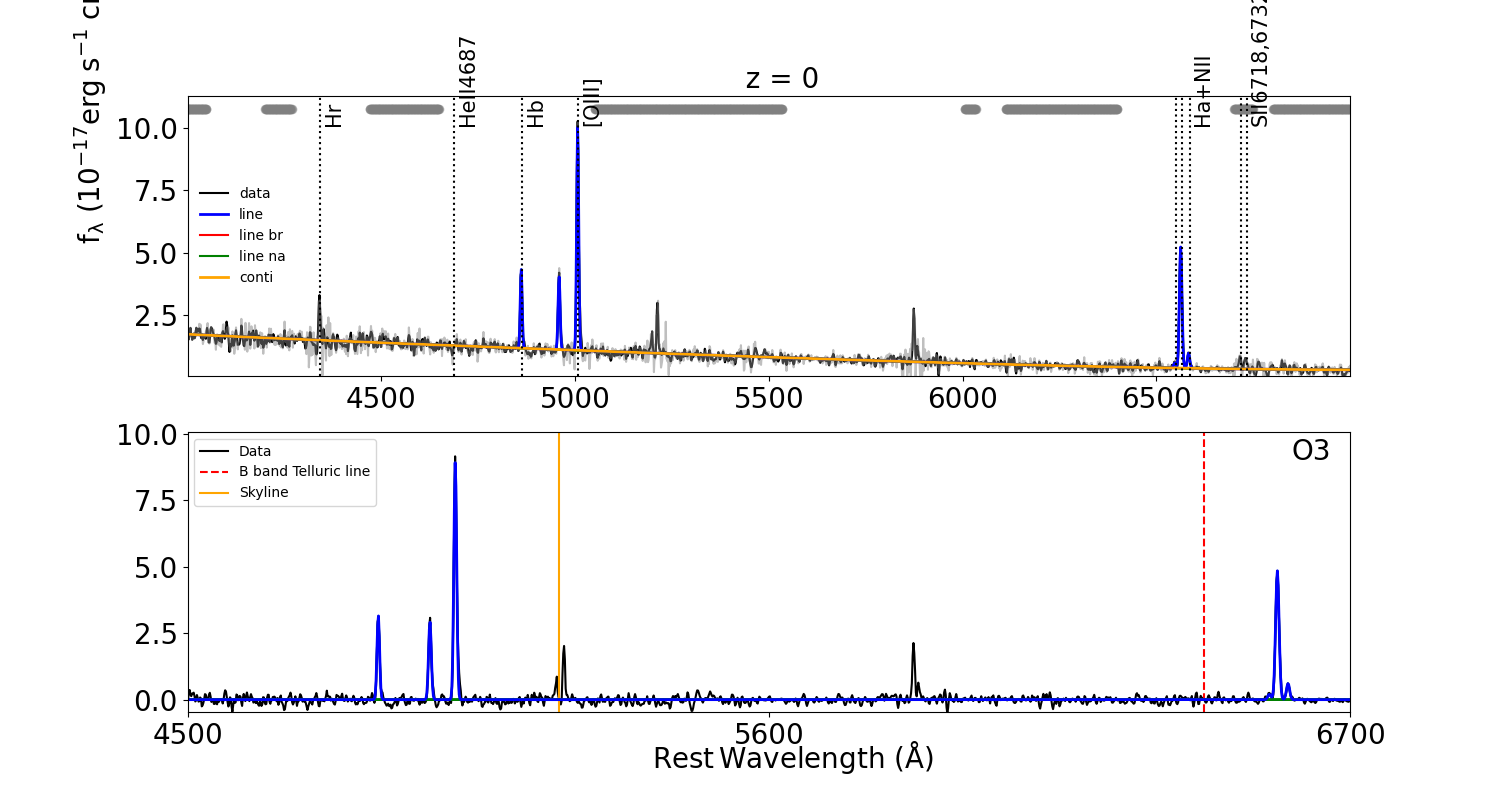 z = 0
f_λ (10^−17 erg s^−1
Hr
HeII4687
Hb
[OIII]
Ha+NII
SII6718,6732
10.0
7.5
5.0
2.5
data
line
line br
line na
conti
4500 5000 5500 6000 6500
10.0
7.5
5.0
2.5
0.0
Data
B band Telluric line
Skyline
O3
4500 5600 6700
Rest Wavelength (Å)